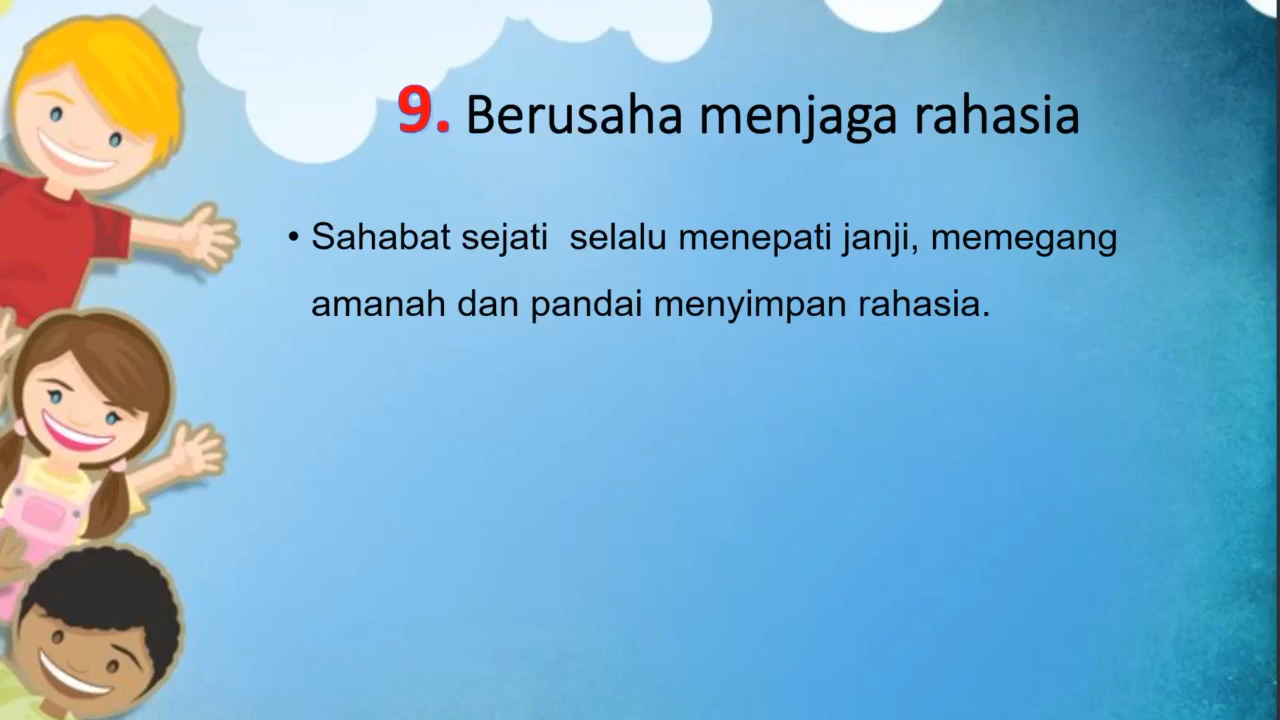 9. Berusaha menjaga rahasia
• Sahabat sejati  selalu menepati janji, memegang
amanah dan pandai menyimpan rahasia.